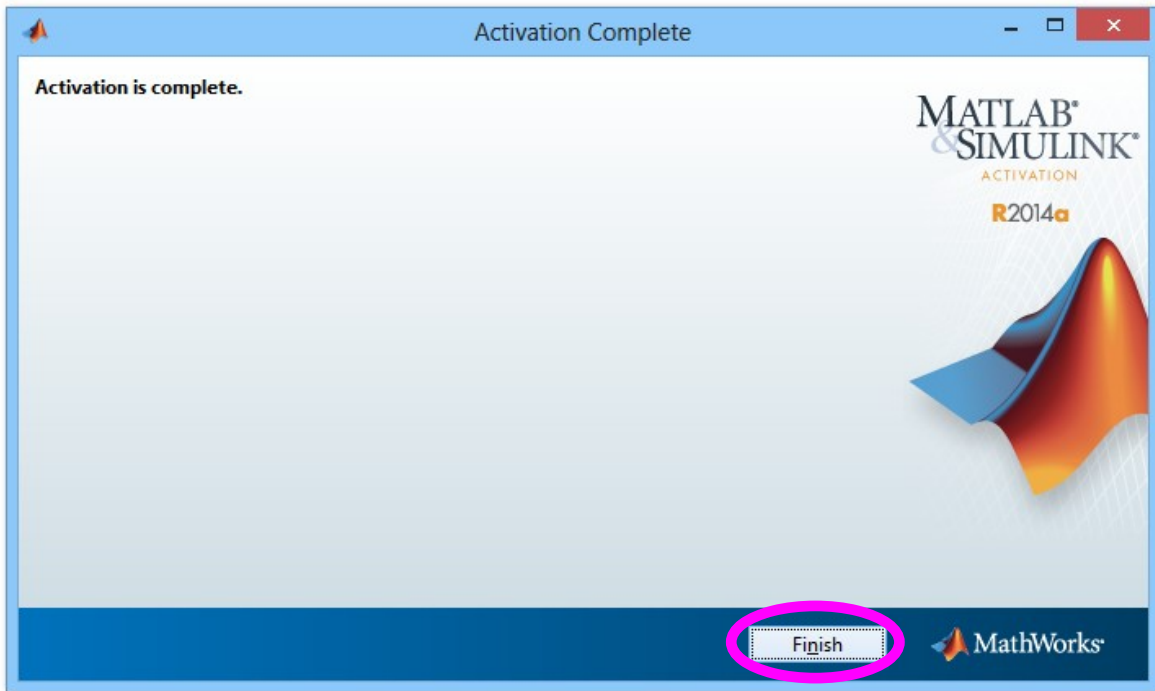 Activation Complete
Activation is complete.
MATLAB®
&SIMULINK®
ACTIVATION
R2014a
Finish
MathWorks®